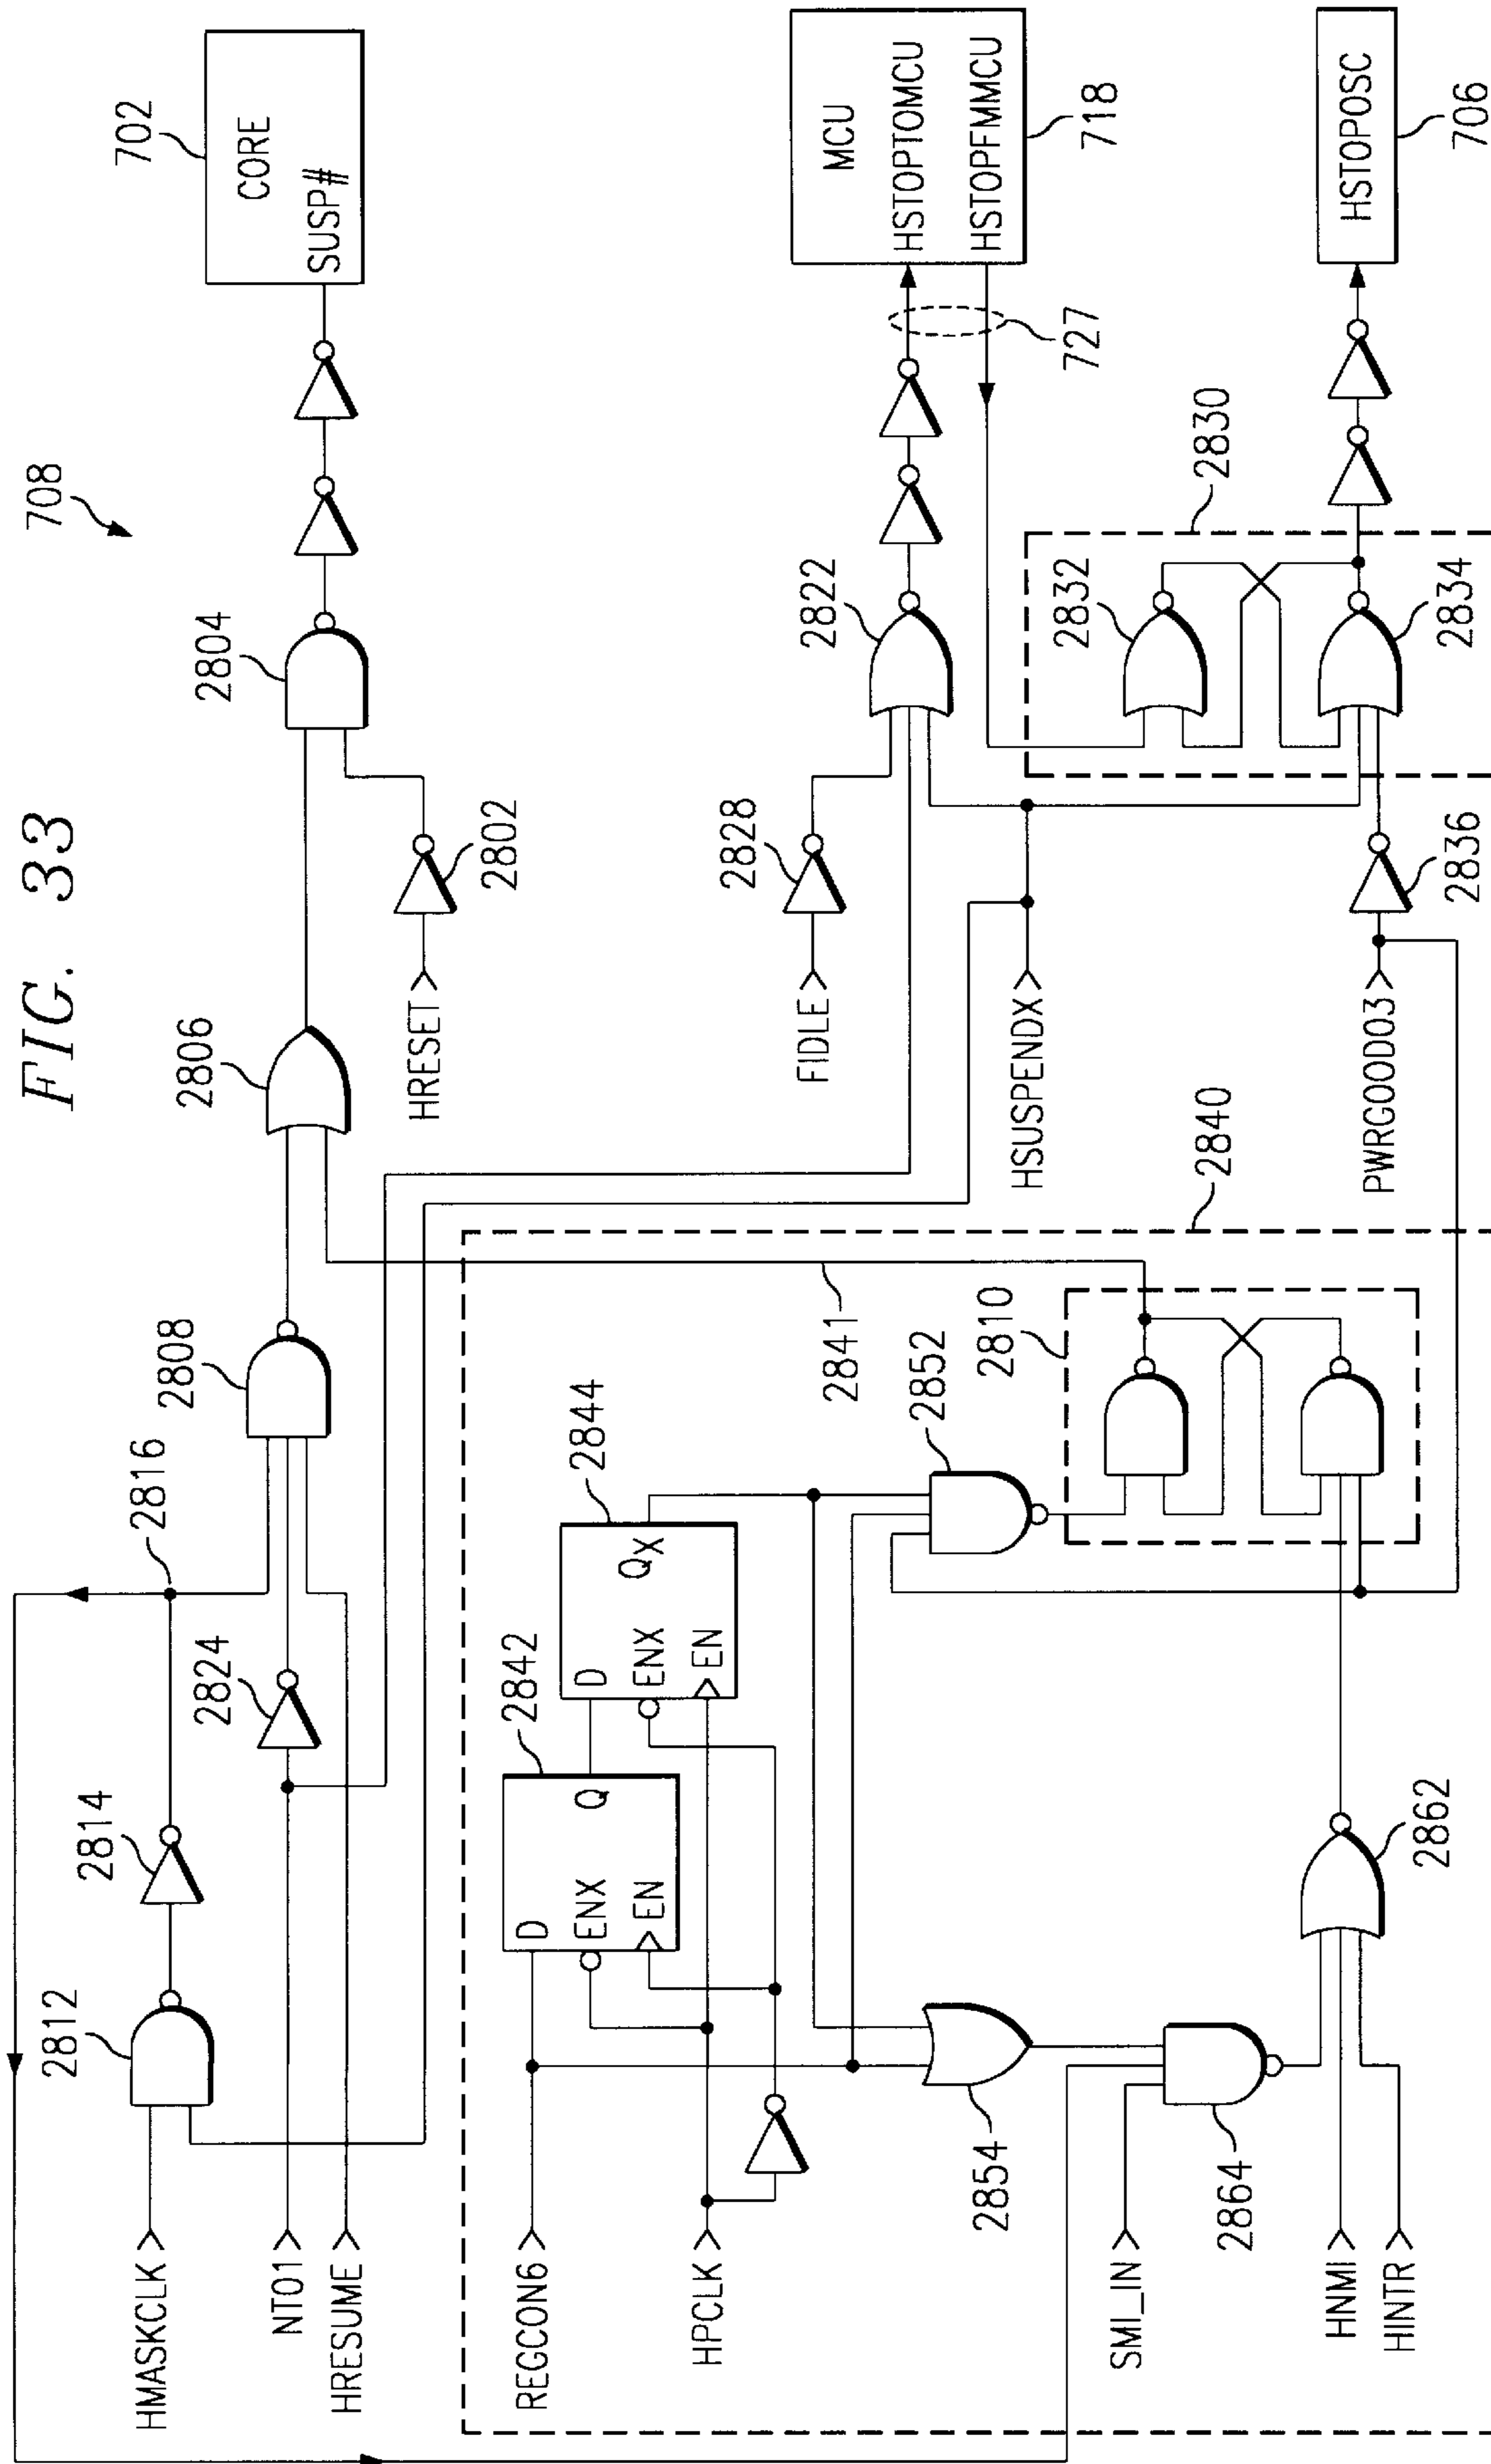 FIG. 33
708
702
CORE
SUSP#
2804
2806
2802
HRESET
2808
2816
2824
2814
2812
HMASKCLK
NT01
HRESUME
MCU
HSTOPTOMCU
HSTOPFMMCU
718
727
2822
2828
FIDLE
HSUSPENDX
HSTOPOSC
706
2830
2832
2834
2836
PWRGOOD03
2840
2841
2810
2852
2844
D
QX
ENX
EN
2842
D
Q
ENX
EN
REGCON6
HPCLK
2854
2864
2862
SMI_IN
HNMI
HINTR